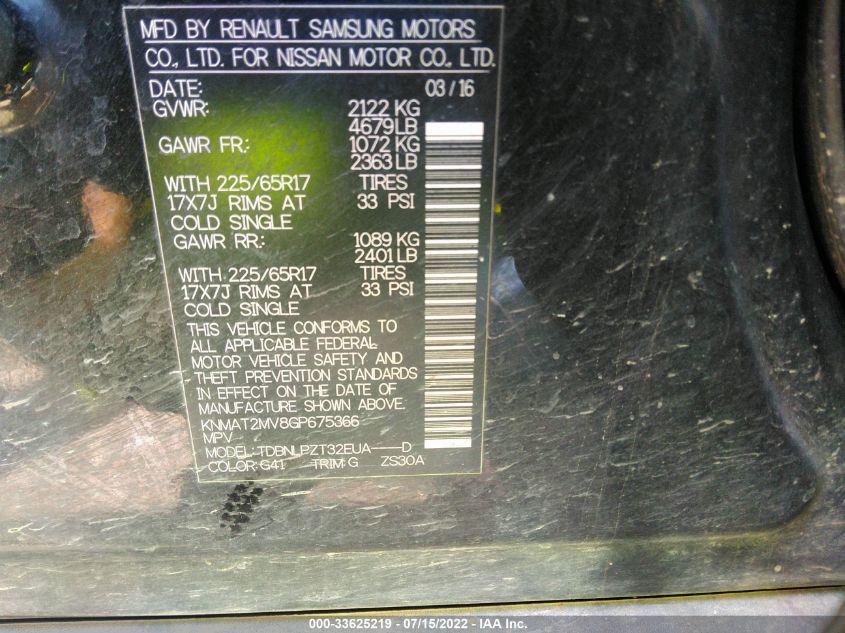 MFD BY RENAULT SAMSUNG MOTORS
CO., LTD. FOR NISSAN MOTOR CO., LTD.
DATE: 03/16
GVWR: 2122 KG
4679 LB
GAWR FR.: 1072 KG
2363 LB
WITH 225/65R17 TIRES
17X7J RIMS AT 33 PSI
COLD SINGLE
GAWR RR.: 1089 KG
2401 LB
WITH 225/65R17 TIRES
17X7J RIMS AT 33 PSI
COLD SINGLE
THIS VEHICLE CONFORMS TO
ALL APPLICABLE FEDERAL
MOTOR VEHICLE SAFETY AND
THEFT PREVENTION STANDARDS
IN EFFECT ON THE DATE OF
MANUFACTURE SHOWN ABOVE.
KNMAT2MV8GP675366
MPV
MODEL: TDBNLPZT32EUA----D
COLOR: G41 TRIM: G ZS30A
000-33625219 - 07/15/2022 - IAA Inc.